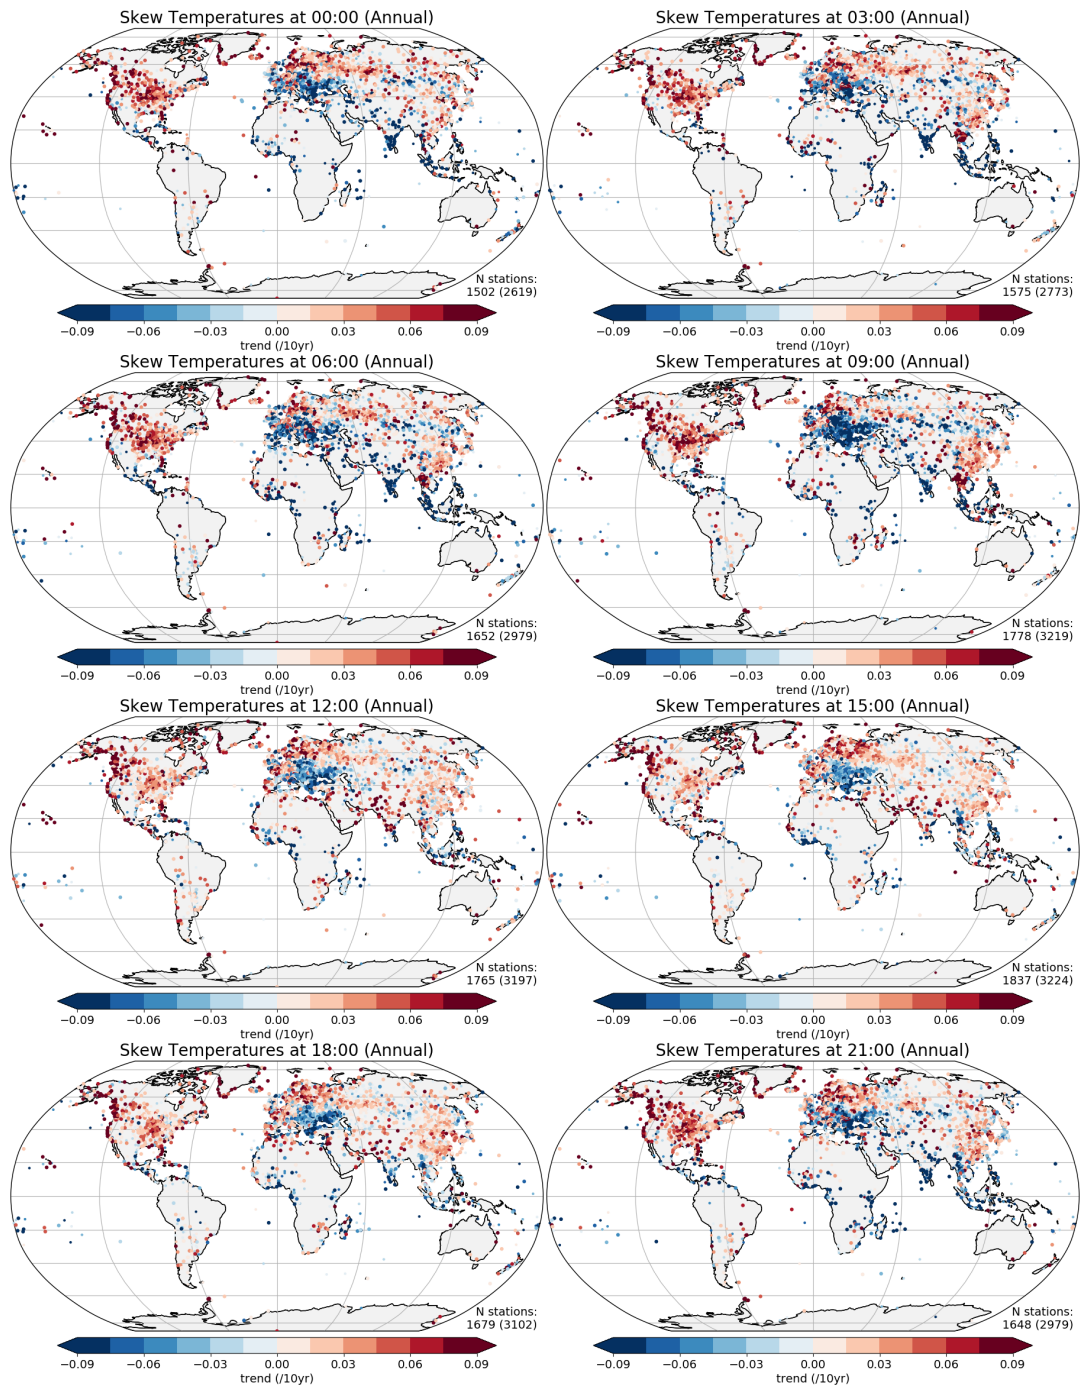 Skew Temperatures at 00:00 (Annual)
N stations:
1502 (2619)
−0.09 −0.06 −0.03 0.00 0.03 0.06 0.09
trend (/10yr)
Skew Temperatures at 03:00 (Annual)
N stations:
1575 (2773)
−0.09 −0.06 −0.03 0.00 0.03 0.06 0.09
trend (/10yr)
Skew Temperatures at 06:00 (Annual)
N stations:
1652 (2979)
−0.09 −0.06 −0.03 0.00 0.03 0.06 0.09
trend (/10yr)
Skew Temperatures at 09:00 (Annual)
N stations:
1778 (3219)
−0.09 −0.06 −0.03 0.00 0.03 0.06 0.09
trend (/10yr)
Skew Temperatures at 12:00 (Annual)
N stations:
1765 (3197)
−0.09 −0.06 −0.03 0.00 0.03 0.06 0.09
trend (/10yr)
Skew Temperatures at 15:00 (Annual)
N stations:
1837 (3224)
−0.09 −0.06 −0.03 0.00 0.03 0.06 0.09
trend (/10yr)
Skew Temperatures at 18:00 (Annual)
N stations:
1679 (3102)
−0.09 −0.06 −0.03 0.00 0.03 0.06 0.09
trend (/10yr)
Skew Temperatures at 21:00 (Annual)
N stations:
1648 (2979)
−0.09 −0.06 −0.03 0.00 0.03 0.06 0.09
trend (/10yr)